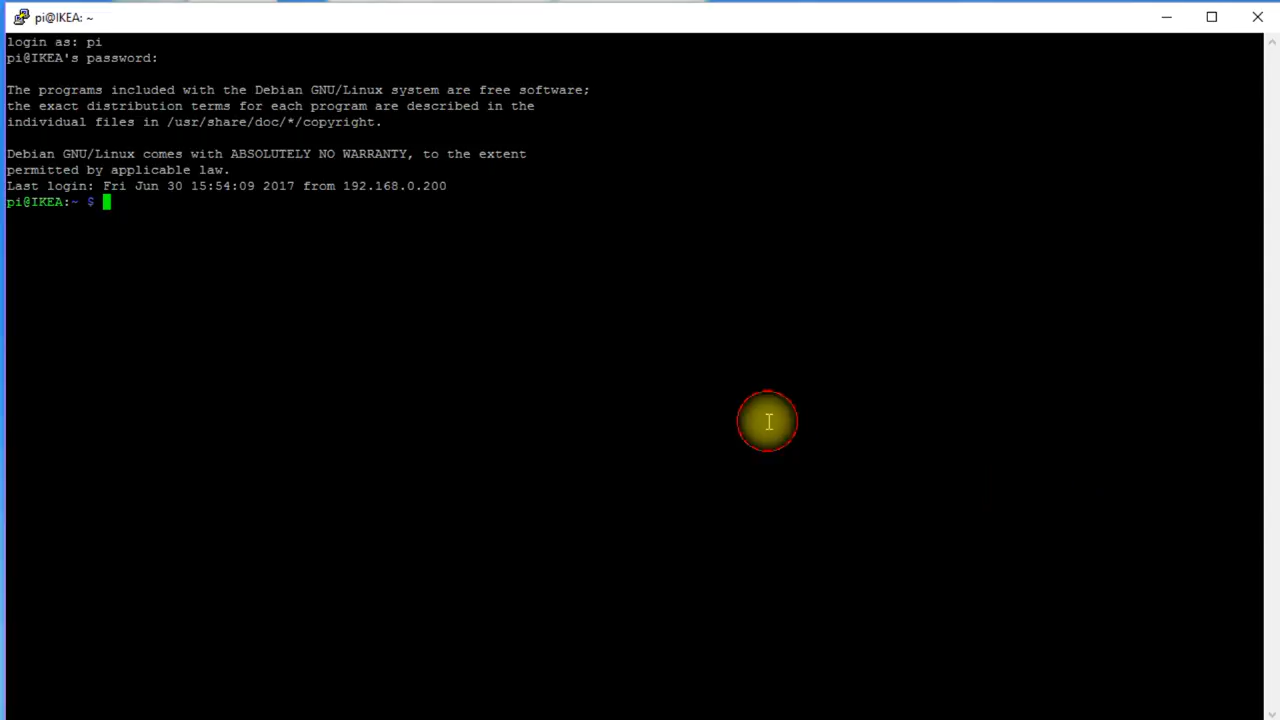 pi@IKEA: ~
login as: pi
pi@IKEA's password:
The programs included with the Debian GNU/Linux system are free software;
the exact distribution terms for each program are described in the
individual files in /usr/share/doc/*/copyright.
Debian GNU/Linux comes with ABSOLUTELY NO WARRANTY, to the extent
permitted by applicable law.
Last login: Fri Jun 30 15:54:09 2017 from 192.168.0.200
pi@IKEA:~ $